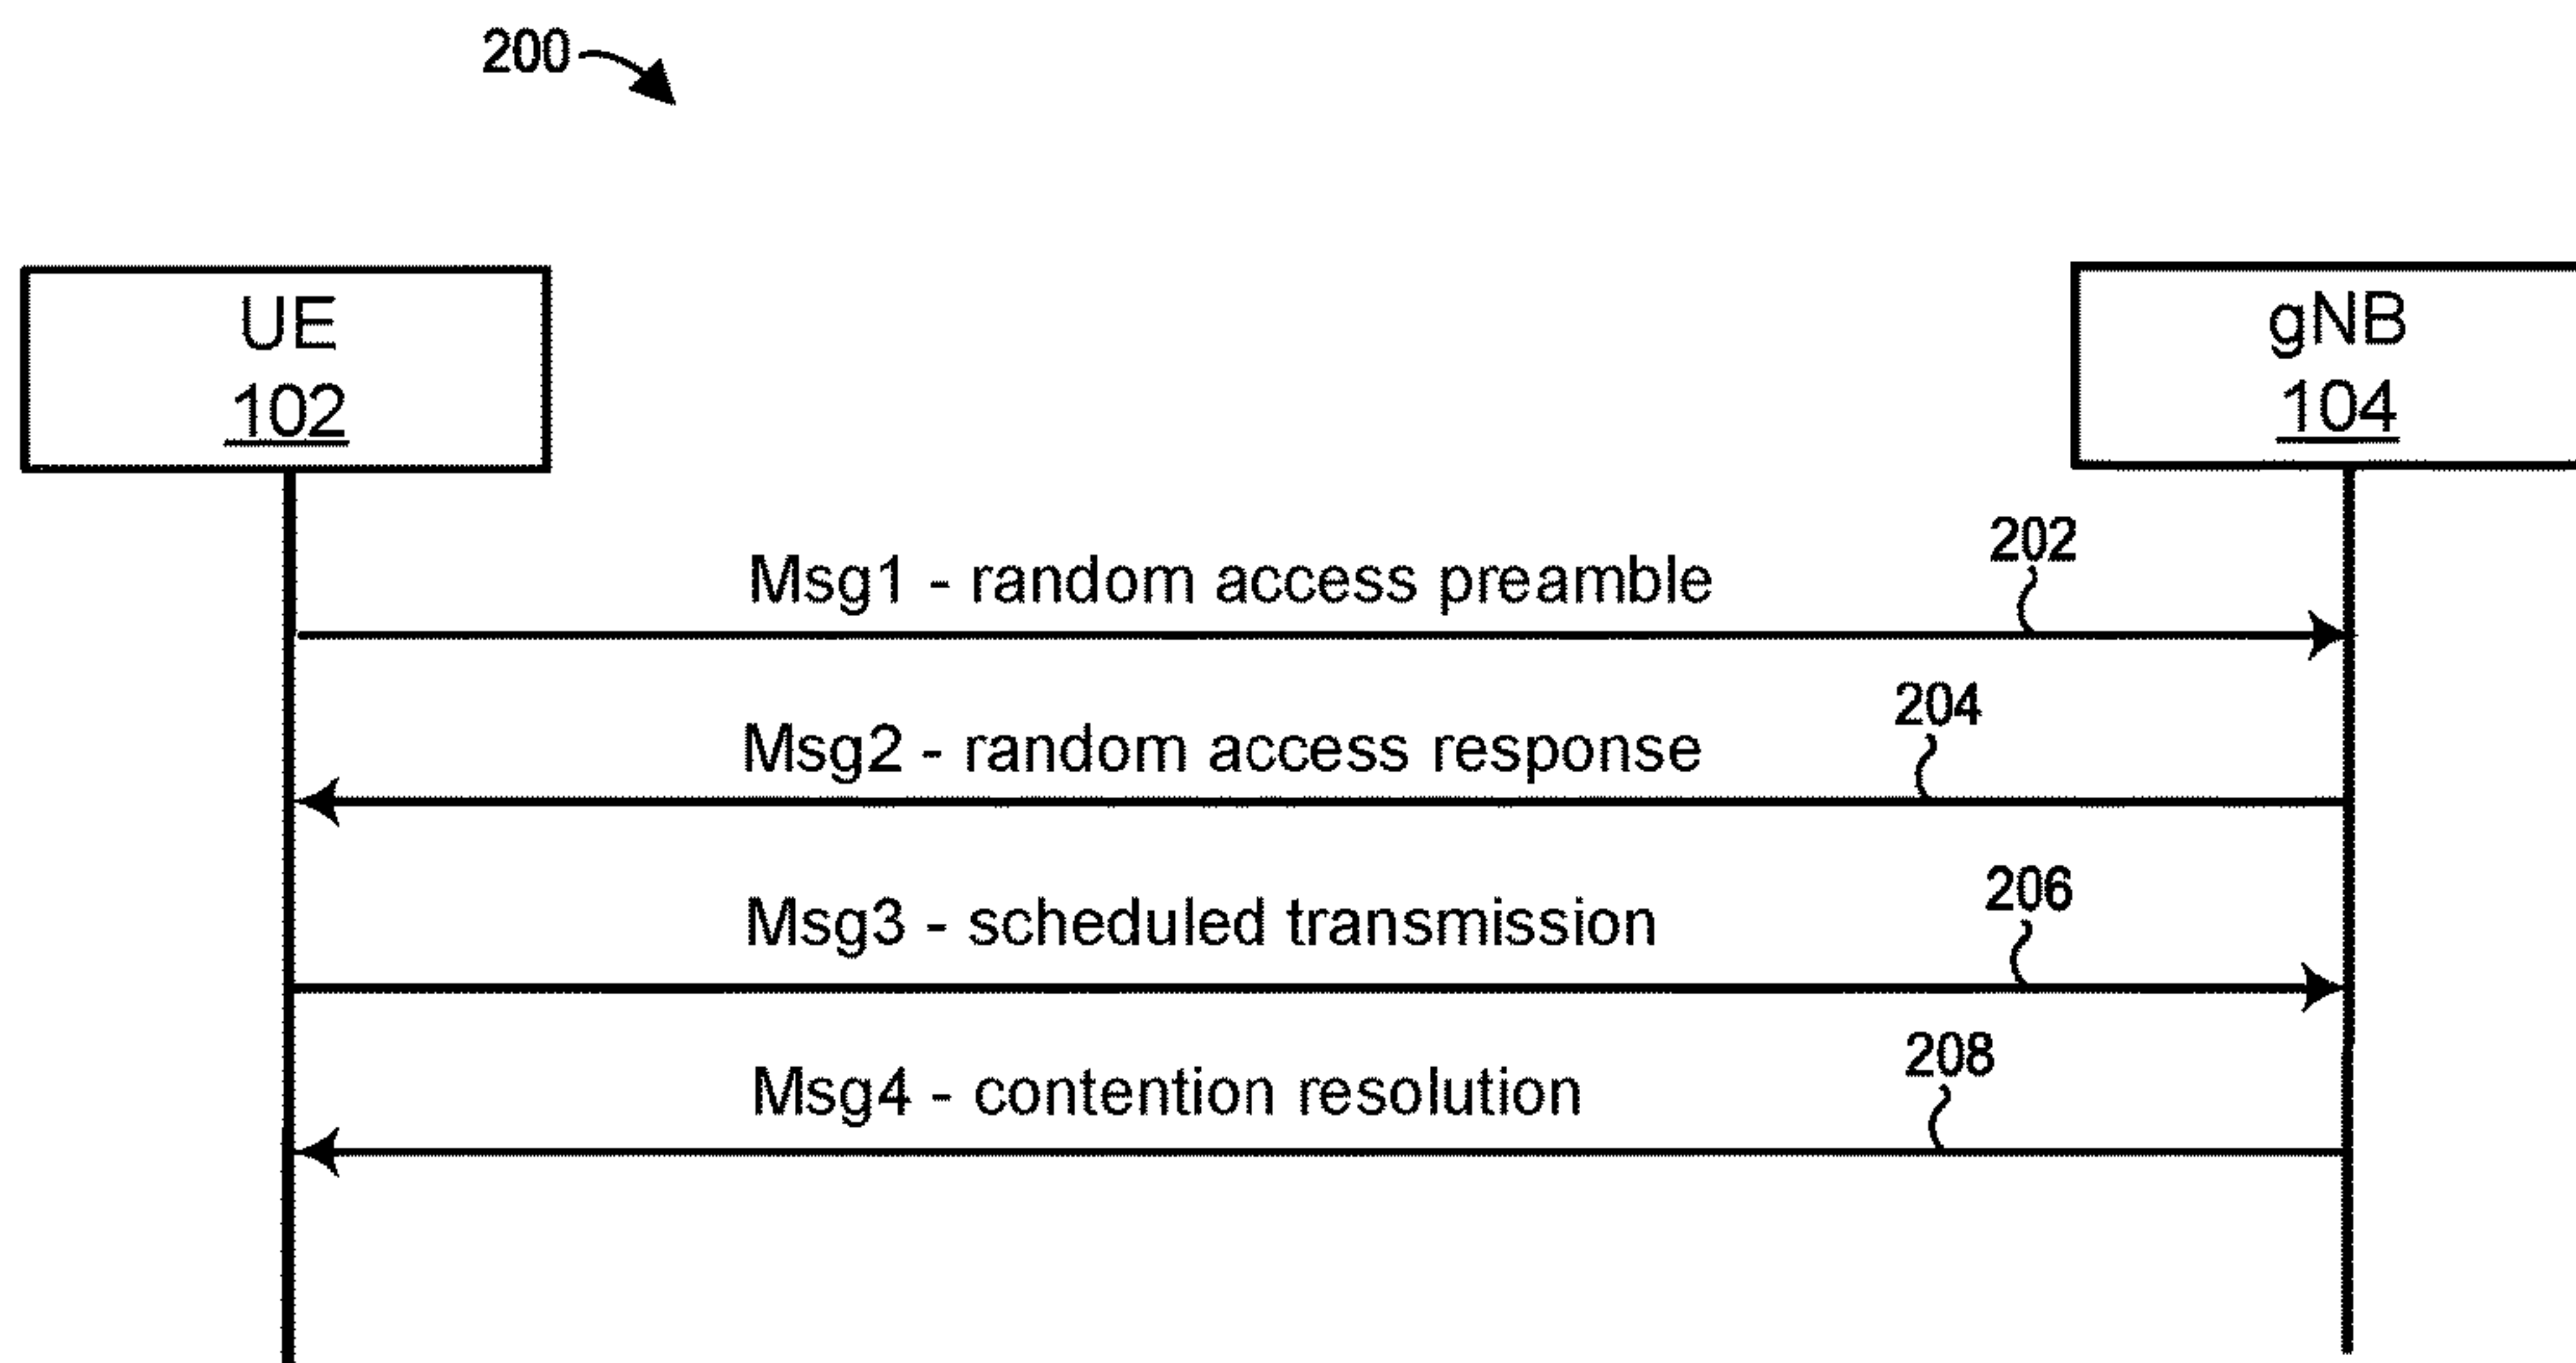 200
UE
102
gNB
104
202
Msg1 - random access preamble
204
Msg2 - random access response
206
Msg3 - scheduled transmission
208
Msg4 - contention resolution